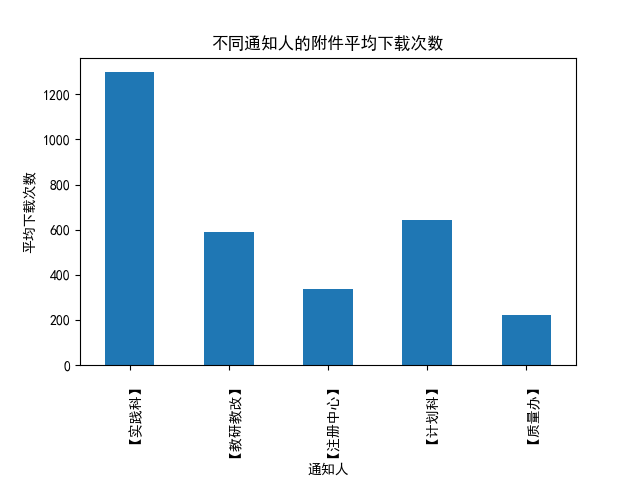 不同通知人的附件平均下载次数
平均下载次数
1200
1000
800
600
400
200
0
【实践科】
【教研教改】
【注册中心】
【计划科】
【质量办】
通知人